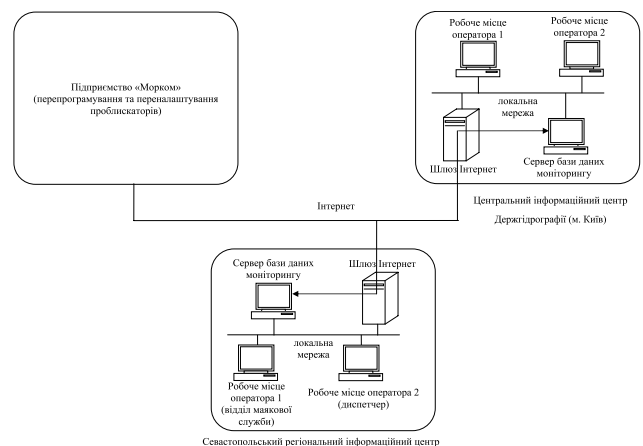 Підприємство «Морком»
(перепрограмування та переналаштування
проблискаторів)
Робоче місце
оператора 1
Робоче місце
оператора 2
локальна
мережа
Шлюз Інтернет
Сервер бази даних
моніторингу
Центральний інформаційний центр
Держгідрографії (м. Київ)
Інтернет
Сервер бази даних
моніторингу
Шлюз Інтернет
локальна
мережа
Робоче місце
оператора 1
(відділ маякової
служби)
Робоче місце оператора 2
(диспетчер)
Севастопольський регіональний інформаційний центр